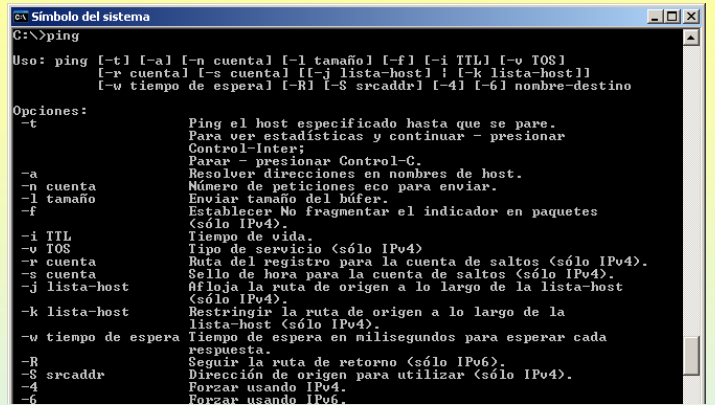 Símbolo del sistema
C:\>ping
Uso: ping [-t] [-a] [-n cuenta] [-l tamaño] [-f] [-i TTL] [-v TOS]
[-r cuenta] [-s cuenta] [[-j lista-host] ¦ [-k lista-host]]
[-w tiempo de espera] [-R] [-S srcaddr] [-4] [-6] nombre-destino
Opciones:
-t Ping el host especificado hasta que se pare.
Para ver estadísticas y continuar - presionar
Control-Inter;
Parar - presionar Control-C.
-a Resolver direcciones en nombres de host.
-n cuenta Número de peticiones eco para enviar.
-l tamaño Enviar tamaño del búfer.
-f Establecer No fragmentar el indicador en paquetes
(sólo IPv4).
-i TTL Tiempo de vida.
-v TOS Tipo de servicio (sólo IPv4)
-r cuenta Ruta del registro para la cuenta de saltos (sólo IPv4).
-s cuenta Sello de hora para la cuenta de saltos (sólo IPv4).
-j lista-host Afloja la ruta de origen a lo largo de la lista-host
(sólo IPv4).
-k lista-host Restringir la ruta de origen a lo largo de la
lista-host (sólo IPv4).
-w tiempo de espera Tiempo de espera en milisegundos para esperar cada
respuesta.
-R Seguir la ruta de retorno (sólo IPv6).
-S srcaddr Dirección de origen para utilizar (sólo IPv4).
-4 Forzar usando IPv4.
-6 Forzar usando IPv6.